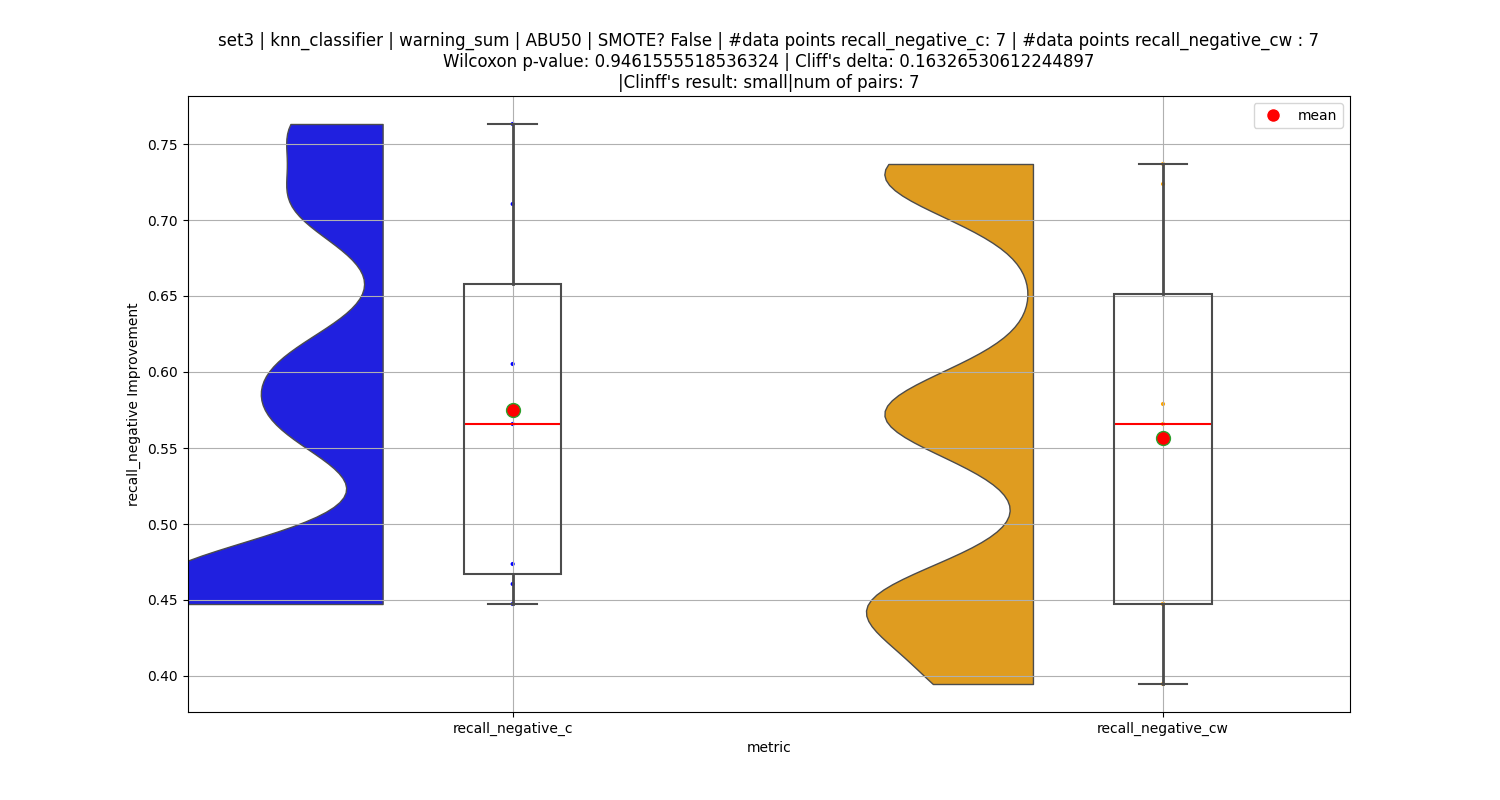 set3 | knn_classifier | warning_sum | ABU50 | SMOTE? False | #data points recall_negative_c: 7 | #data points recall_negative_cw : 7
Wilcoxon p-value: 0.9461555518536324 | Cliff's delta: 0.16326530612244897
|Clinff's result: small|num of pairs: 7
mean
0.75
0.70
0.65
0.60
0.55
0.50
0.45
0.40
recall_negative Improvement
recall_negative_c
recall_negative_cw
metric